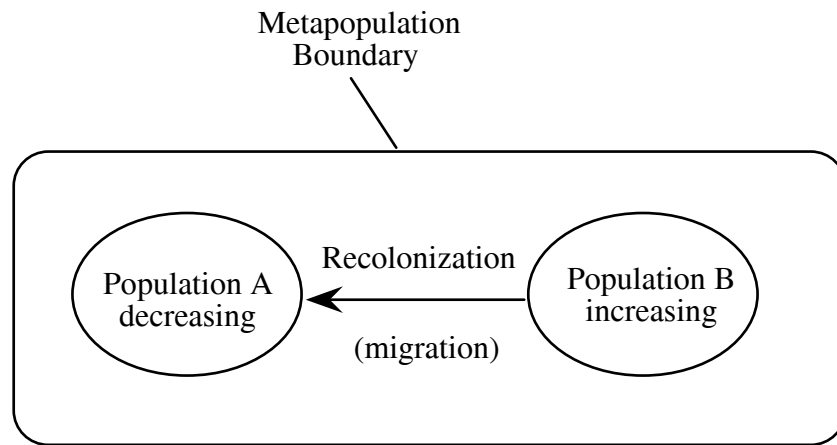 Metapopulation
Boundary
Population A
decreasing
Recolonization
(migration)
Population B
increasing